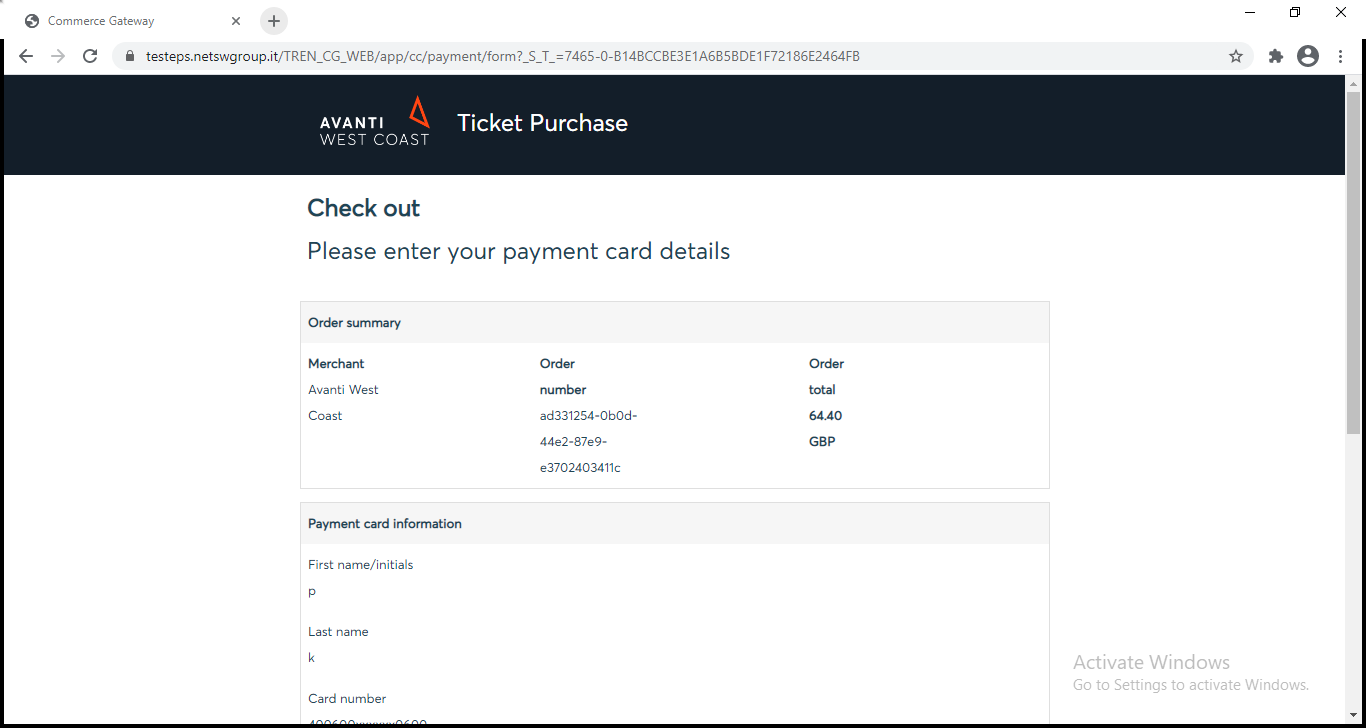 Commerce Gateway
testeps.netswgroup.it/TREN_CG_WEB/app/cc/payment/form?_S_T_=7465-0-B14BCCBE3E1A6B5BDE1F72186E2464FB
AVANTI
WEST COAST
Ticket Purchase
Check out
Please enter your payment card details
Order summary
Merchant
Avanti West
Coast
Order
number
ad331254-0b0d-
44e2-87e9-
e3702403411c
Order
total
64.40
GBP
Payment card information
First name/initials
p
Last name
k
Card number
400600xxxxxx0600
Activate Windows
Go to Settings to activate Windows.